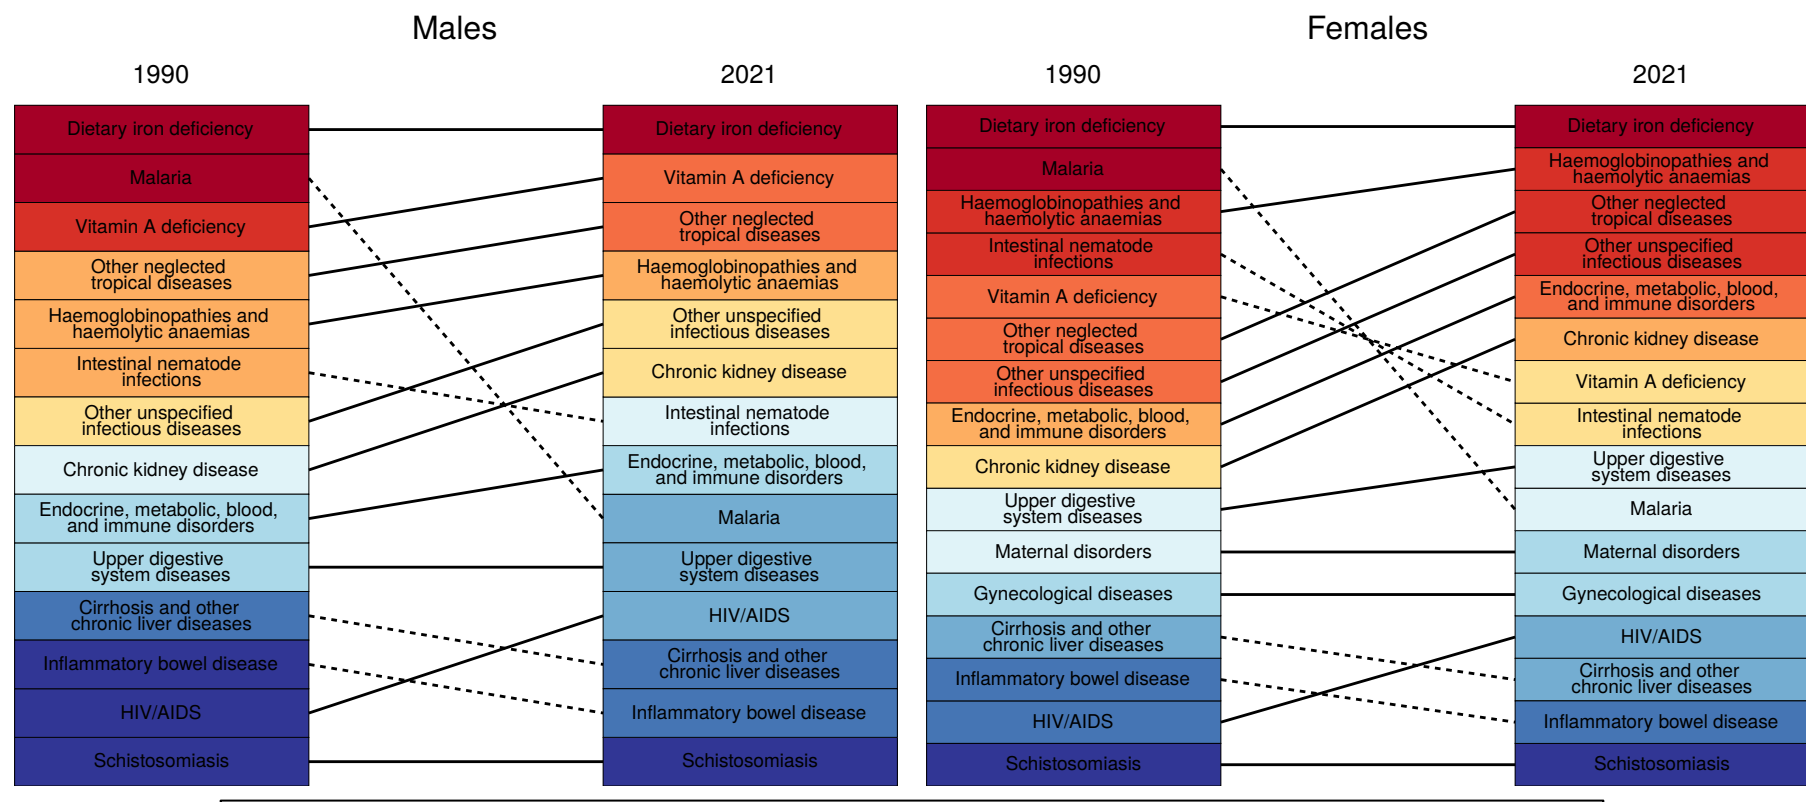 Males
1990
2021
Dietary iron deficiency
Malaria
Vitamin A deficiency
Other neglected
tropical diseases
Haemoglobinopathies and
haemolytic anaemias
Intestinal nematode
infections
Other unspecified
infectious diseases
Chronic kidney disease
Endocrine, metabolic, blood,
and immune disorders
Upper digestive
system diseases
Cirrhosis and other
chronic liver diseases
Inflammatory bowel disease
HIV/AIDS
Schistosomiasis
Dietary iron deficiency
Vitamin A deficiency
Other neglected
tropical diseases
Haemoglobinopathies and
haemolytic anaemias
Other unspecified
infectious diseases
Chronic kidney disease
Intestinal nematode
infections
Endocrine, metabolic, blood,
and immune disorders
Malaria
Upper digestive
system diseases
HIV/AIDS
Cirrhosis and other
chronic liver diseases
Inflammatory bowel disease
Schistosomiasis
Females
1990
2021
Dietary iron deficiency
Malaria
Haemoglobinopathies and
haemolytic anaemias
Intestinal nematode
infections
Vitamin A deficiency
Other neglected
tropical diseases
Other unspecified
infectious diseases
Endocrine, metabolic, blood,
and immune disorders
Chronic kidney disease
Upper digestive
system diseases
Maternal disorders
Gynecological diseases
Cirrhosis and other
chronic liver diseases
Inflammatory bowel disease
HIV/AIDS
Schistosomiasis
Dietary iron deficiency
Haemoglobinopathies and
haemolytic anaemias
Other neglected
tropical diseases
Other unspecified
infectious diseases
Endocrine, metabolic, blood,
and immune disorders
Chronic kidney disease
Vitamin A deficiency
Intestinal nematode
infections
Upper digestive
system diseases
Malaria
Maternal disorders
Gynecological diseases
HIV/AIDS
Cirrhosis and other
chronic liver diseases
Inflammatory bowel disease
Schistosomiasis